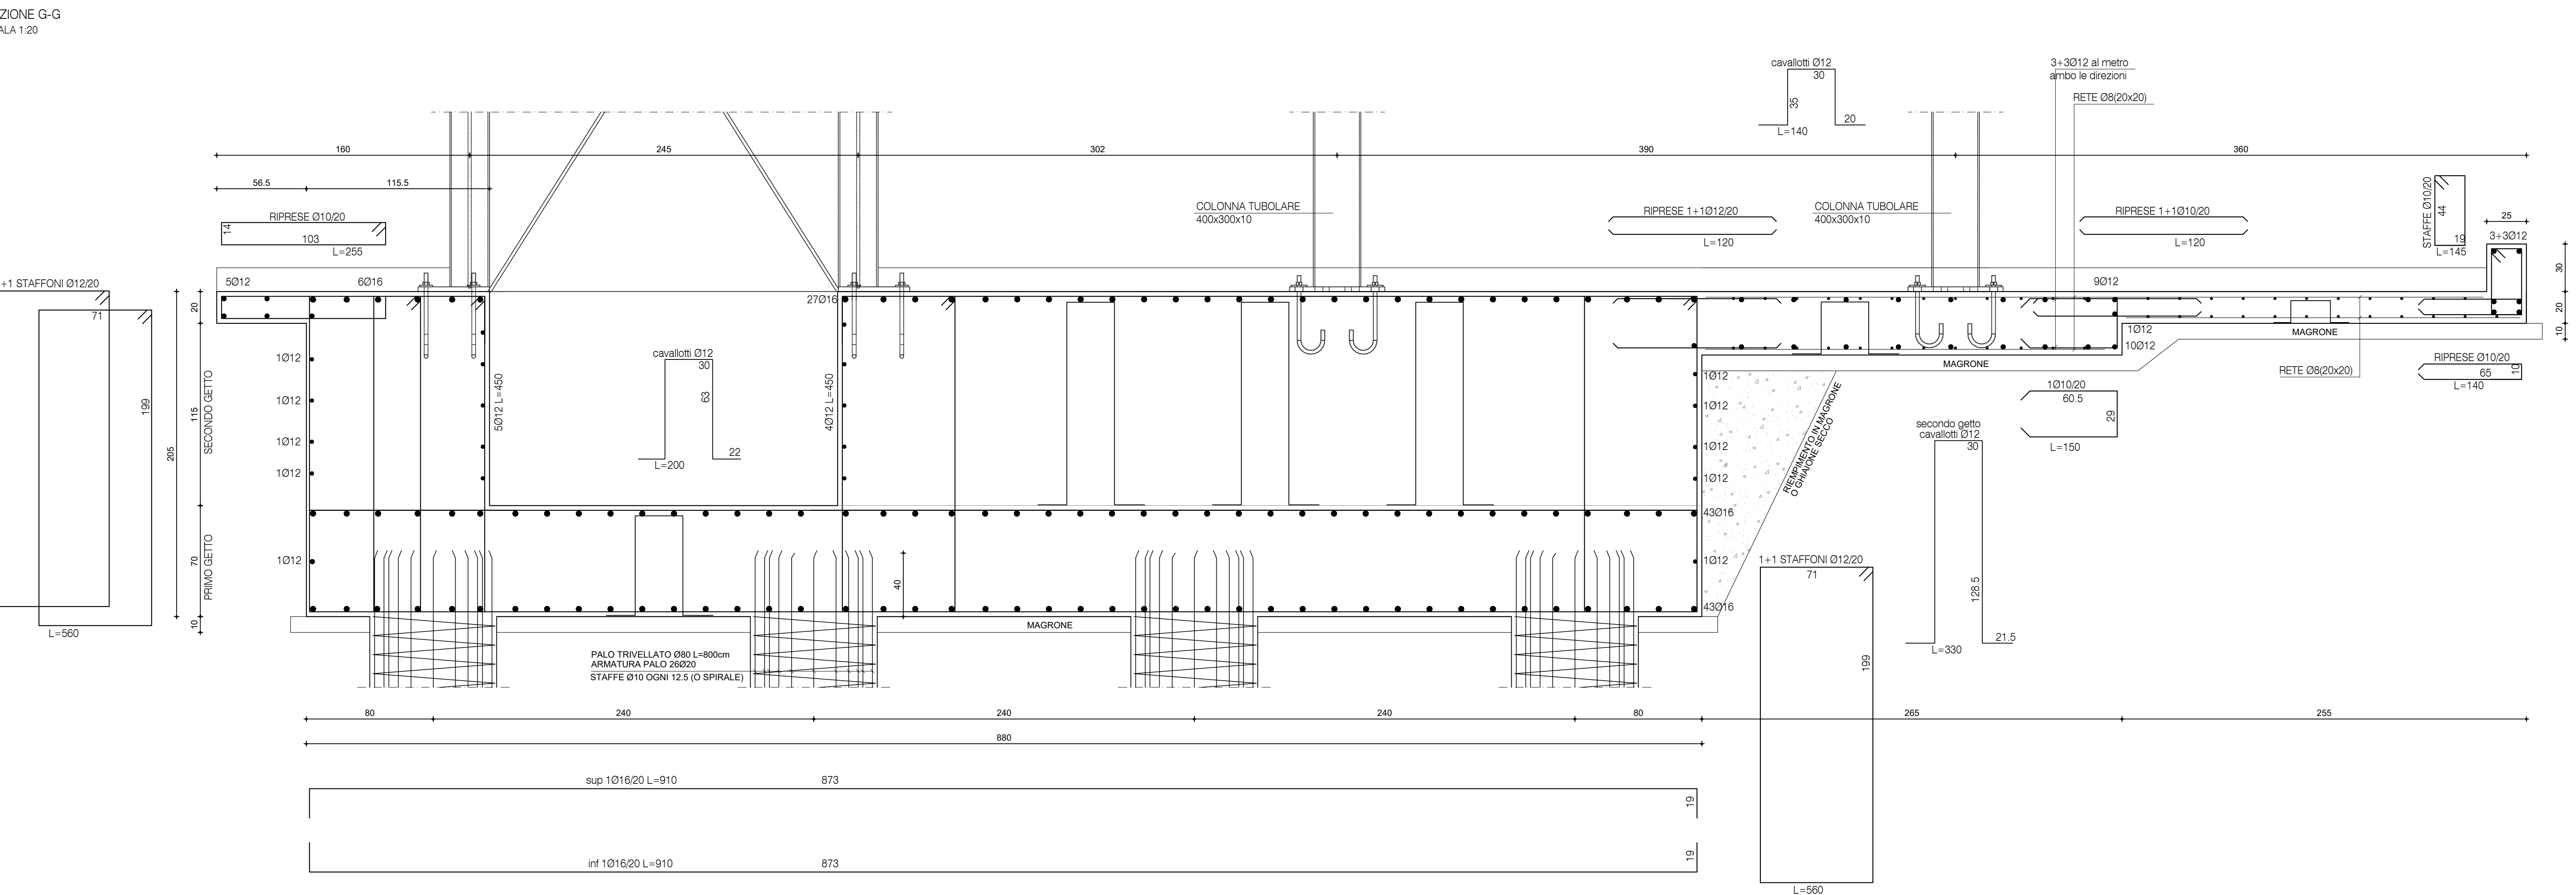 ZIONE G-G
ALA 1:20
cavallotti Ø12
30
35
20
L=140
3+3Ø12 al metro
ambo le direzioni
RETE Ø8(20x20)
160
245
302
390
360
56.5
115.5
RIPRESE Ø10/20
14
103
L=255
COLONNA TUBOLARE
400x300x10
RIPRESE 1+1Ø12/20
L=120
COLONNA TUBOLARE
400x300x10
RIPRESE 1+1Ø10/20
L=120
STAFFE Ø10/20
44
19
L=145
25
3+3Ø12
30
20
10
+1 STAFFONI Ø12/20
71
199
L=560
205
20
115
SECONDO GETTO
70
PRIMO GETTO
10
5Ø12
6Ø16
27Ø16
9Ø12
1Ø12
10Ø12
MAGRONE
MAGRONE
RETE Ø8(20x20)
RIPRESE Ø10/20
65
10
L=140
1Ø12
1Ø12
1Ø12
1Ø12
1Ø12
5Ø12 L=450
cavallotti Ø12
30
63
22
L=200
4Ø12 L=450
1Ø12
1Ø12
1Ø12
1Ø12
43Ø16
1Ø12
43Ø16
RIEMPIMENTO IN MAGRONE
O GHIAIONE SECCO
1Ø10/20
60.5
29
L=150
secondo getto
cavallotti Ø12
30
128.5
21.5
L=330
1+1 STAFFONI Ø12/20
71
199
L=560
40
MAGRONE
PALO TRIVELLATO Ø80 L=800cm
ARMATURA PALO 26Ø20
STAFFE Ø10 OGNI 12.5 (O SPIRALE)
80
240
240
240
80
265
255
880
sup 1Ø16/20 L=910
873
19
inf 1Ø16/20 L=910
873
19